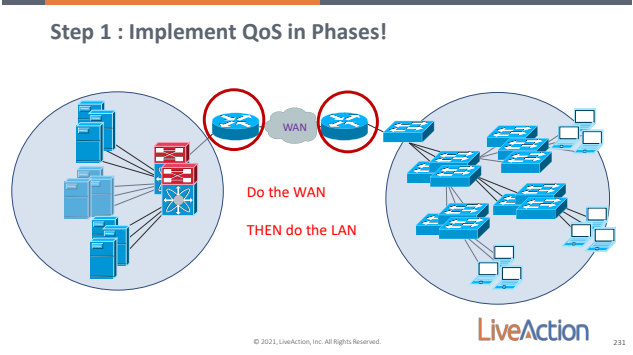 Step 1 : Implement QoS in Phases!
WAN
Do the WAN
THEN do the LAN
LiveAction
© 2021, LiveAction, Inc. All Rights Reserved.
231